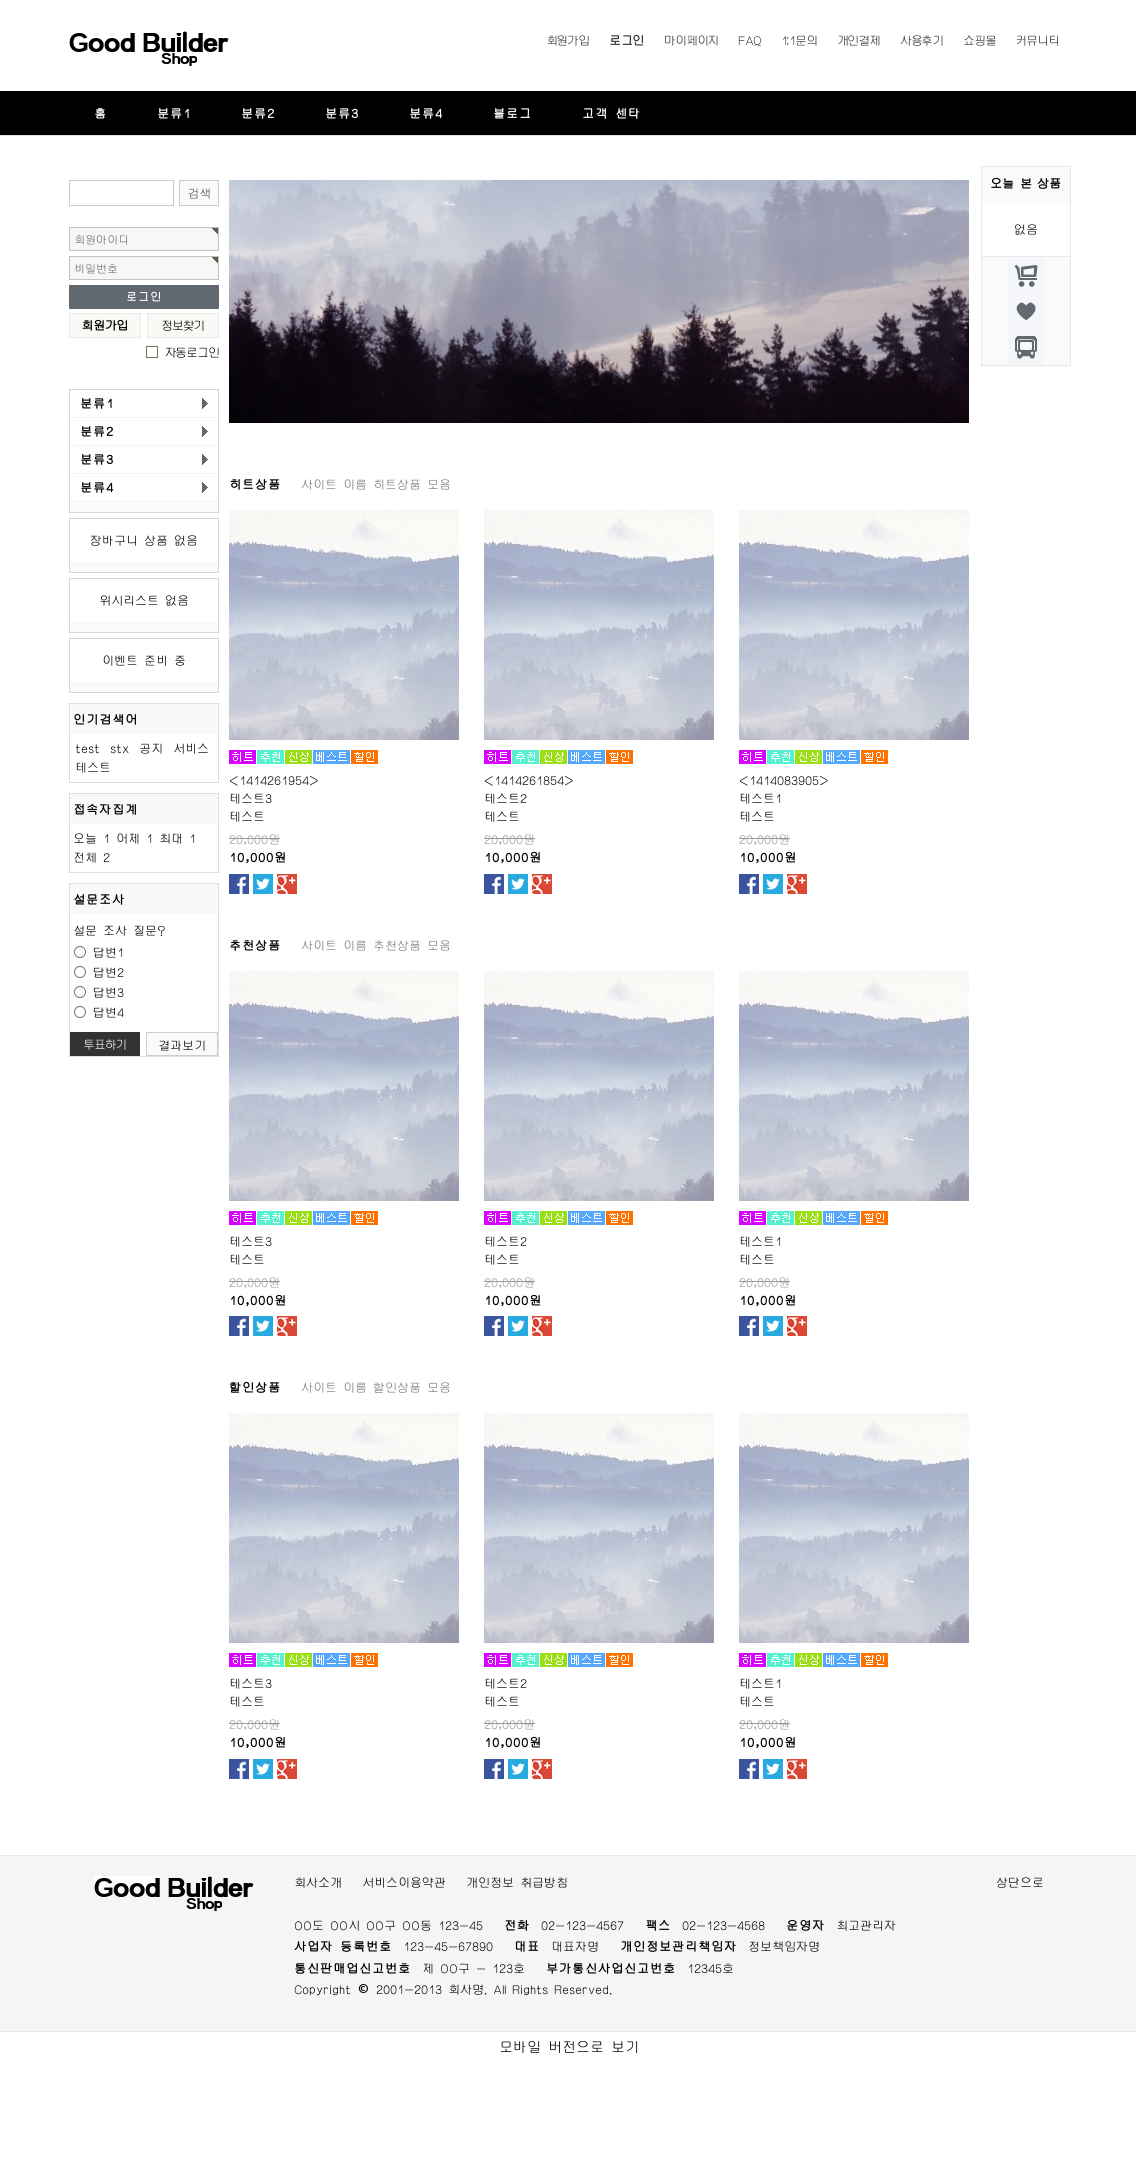 Good Builder
Shop
회원가입 로그인 마이페이지 FAQ 1:1문의 개인결제 사용후기 쇼핑몰 커뮤니티
홈 분류1 분류2 분류3 분류4 블로그 고객 센타
검색
회원아이디
비밀번호
로그인
회원가입 정보찾기
자동로그인
분류1
분류2
분류3
분류4
장바구니 상품 없음
위시리스트 없음
이벤트 준비 중
인기검색어
test stx 공지 서비스
테스트
접속자집계
오늘 1 어제 1 최대 1
전체 2
설문조사
설문 조사 질문?
답변1
답변2
답변3
답변4
투표하기 결과보기
오늘 본 상품
없음
히트상품 사이트 이름 히트상품 모음
히트 추천 신상 베스트 할인 히트 추천 신상 베스트 할인 히트 추천 신상 베스트 할인
<1414261954> <1414261854> <1414083905>
테스트3 테스트2 테스트1
테스트 테스트 테스트
20,000원 20,000원 20,000원
10,000원 10,000원 10,000원
추천상품 사이트 이름 추천상품 모음
히트 추천 신상 베스트 할인 히트 추천 신상 베스트 할인 히트 추천 신상 베스트 할인
테스트3 테스트2 테스트1
테스트 테스트 테스트
20,000원 20,000원 20,000원
10,000원 10,000원 10,000원
할인상품 사이트 이름 할인상품 모음
히트 추천 신상 베스트 할인 히트 추천 신상 베스트 할인 히트 추천 신상 베스트 할인
테스트3 테스트2 테스트1
테스트 테스트 테스트
20,000원 20,000원 20,000원
10,000원 10,000원 10,000원
Good Builder
Shop
회사소개 서비스이용약관 개인정보 취급방침 상단으로
OO도 OO시 OO구 OO동 123-45 전화 02-123-4567 팩스 02-123-4568 운영자 최고관리자
사업자 등록번호 123-45-67890 대표 대표자명 개인정보관리책임자 정보책임자명
통신판매업신고번호 제 OO구 - 123호 부가통신사업신고번호 12345호
Copyright © 2001-2013 회사명. All Rights Reserved.
모바일 버전으로 보기